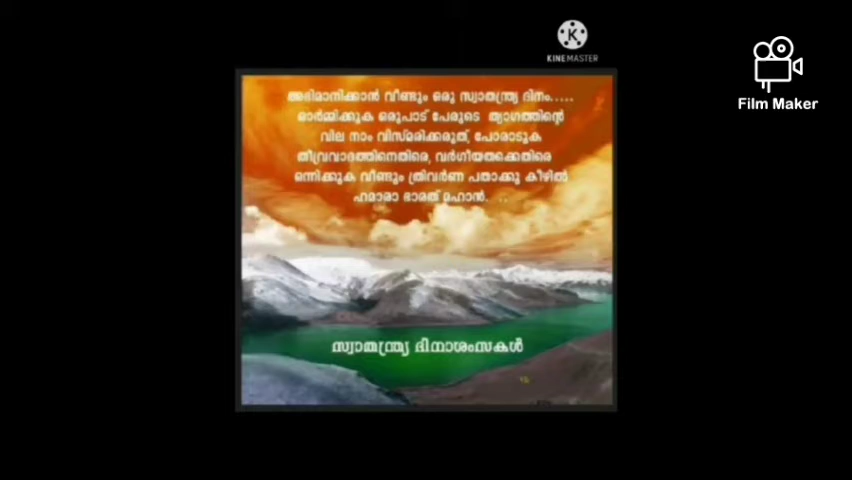 KINEMASTER
Film Maker
അഭിമാനിക്കാൻ വീണ്ടും ഒരു സ്വാതന്ത്ര്യ ദിനം.....
ഓർമ്മിക്കുക ഒരുപാട് പേരുടെ ത്യാഗത്തിന്റെ
വില നാം വിസ്മരിക്കരുത്, പോരാടുക
തീവ്രവാദത്തിനെതിരെ, വർഗീയതക്കെതിരെ
ഒന്നിക്കുക വീണ്ടും ത്രിവർണ പതാക്കു കീഴിൽ
ഹമാരാ ഭാരത് മഹാൻ. ..
സ്വാതന്ത്ര്യ ദിനാശംസകൾ